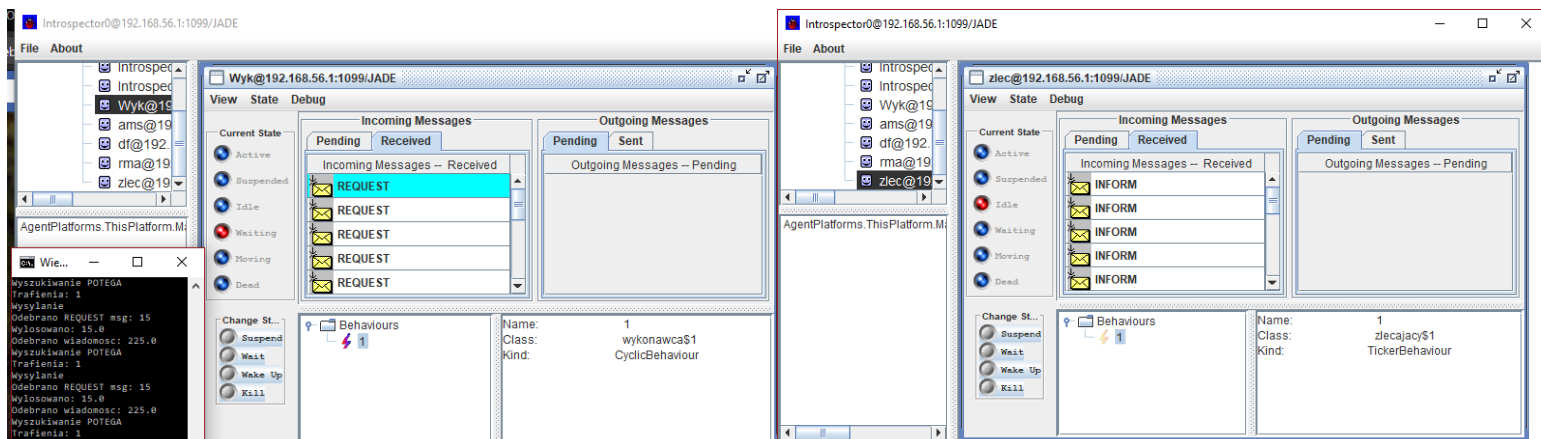 Introspector0@192.168.56.1:1099/JADE
File About
Introspec
Introspec
Wyk@19
ams@19
df@192.
rma@19
zlec@19
AgentPlatforms.ThisPlatform.Ma
Wyk@192.168.56.1:1099/JADE
View State Debug
Current State
Active
Suspended
Idle
Waiting
Moving
Dead
Incoming Messages
Pending Received
Incoming Messages -- Received
REQUEST
REQUEST
REQUEST
REQUEST
REQUEST
Outgoing Messages
Pending Sent
Outgoing Messages -- Pending
Change St...
Suspend
Wait
Wake Up
Kill
Behaviours
1
Name: 1
Class: wykonawca$1
Kind: CyclicBehaviour
Wie...
Wyszukiwanie POTEGA
Trafienia: 1
Wysylanie
Odebrano REQUEST msg: 15
Wylosowano: 15.0
Odebrano wiadomosc: 225.0
Wyszukiwanie POTEGA
Trafienia: 1
Wysylanie
Odebrano REQUEST msg: 15
Wylosowano: 15.0
Odebrano wiadomosc: 225.0
Wyszukiwanie POTEGA
Trafienia: 1
Introspector0@192.168.56.1:1099/JADE
File About
Introspec
Introspec
Wyk@19
ams@19
df@192.
rma@19
zlec@19
AgentPlatforms.ThisPlatform.Ma
zlec@192.168.56.1:1099/JADE
View State Debug
Current State
Active
Suspended
Idle
Waiting
Moving
Dead
Incoming Messages
Pending Received
Incoming Messages -- Received
INFORM
INFORM
INFORM
INFORM
INFORM
Outgoing Messages
Pending Sent
Outgoing Messages -- Pending
Change St...
Suspend
Wait
Wake Up
Kill
Behaviours
1
Name: 1
Class: zlecajacy$1
Kind: TickerBehaviour